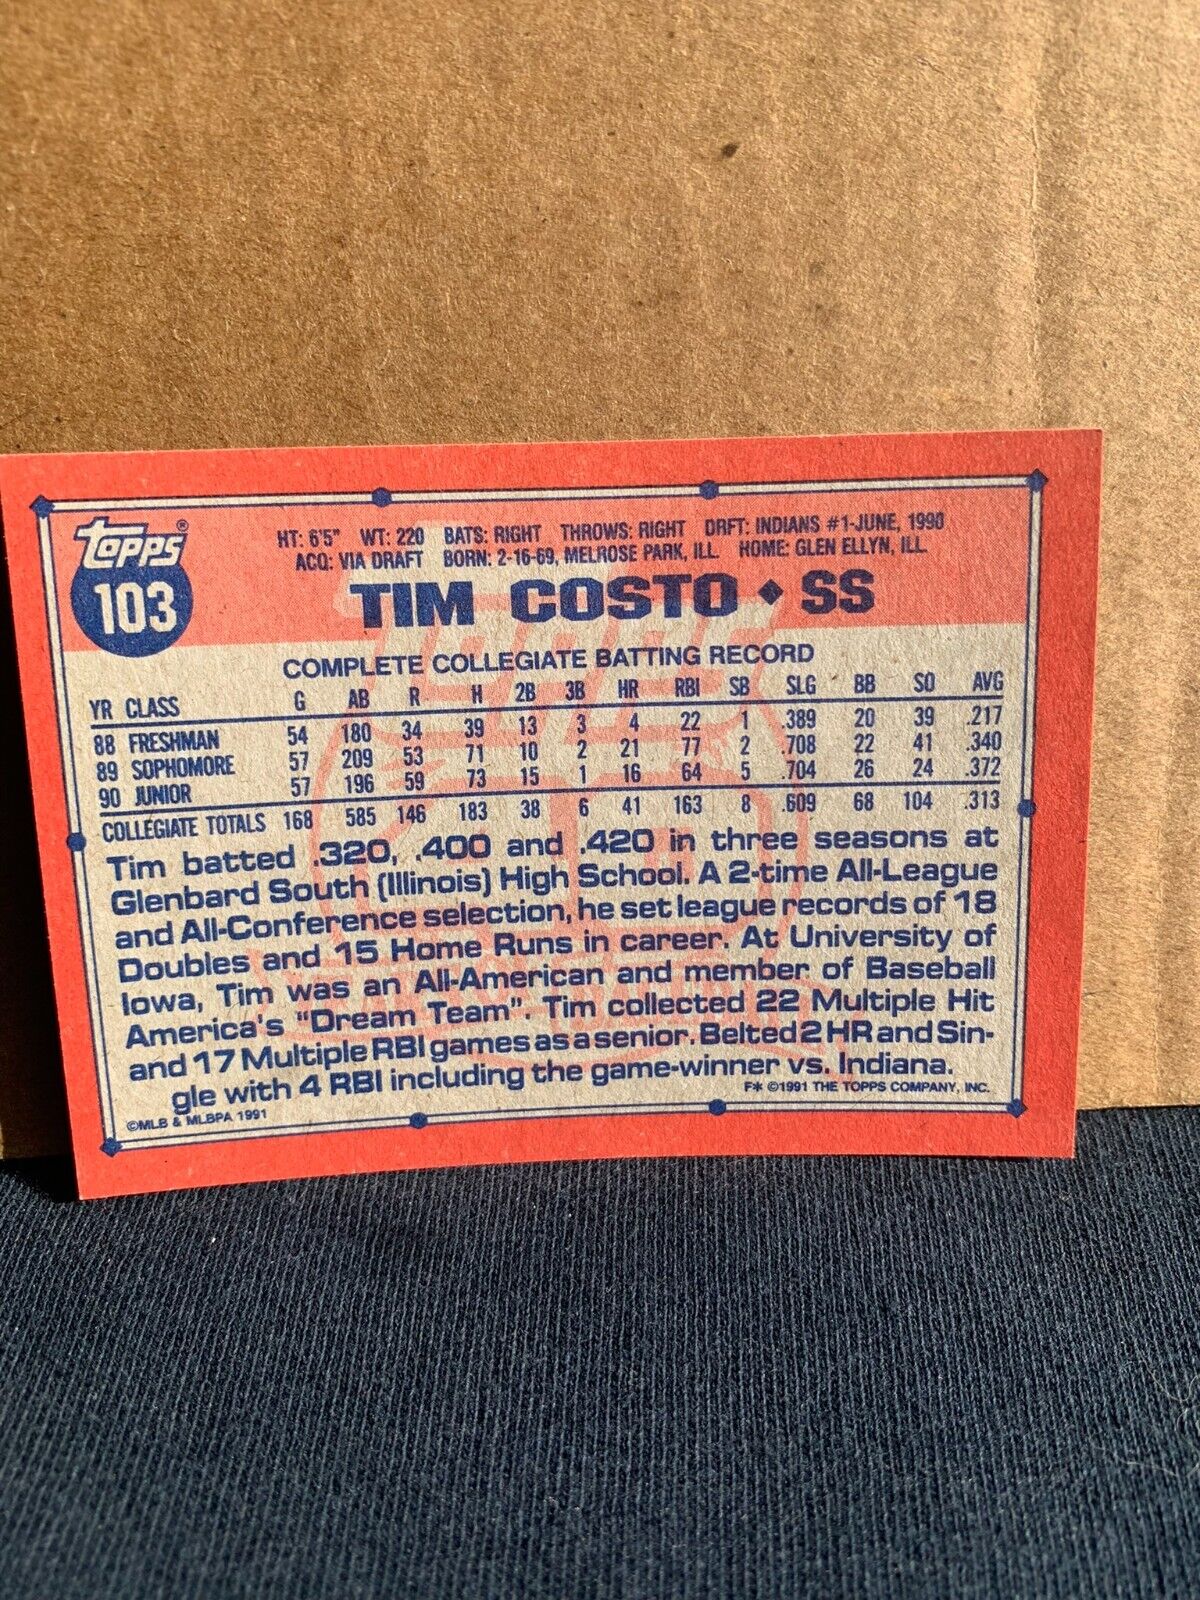 Topps®
103
HT: 6'5" WT: 220 BATS: RIGHT THROWS: RIGHT DRFT: INDIANS #1-JUNE, 1990
ACQ: VIA DRAFT BORN: 2-16-69, MELROSE PARK, ILL. HOME: GLEN ELLYN, ILL.
TIM COSTO ♦ SS
COMPLETE COLLEGIATE BATTING RECORD
YR CLASS G AB R H 2B 3B HR RBI SB SLG BB SO AVG
88 FRESHMAN 54 180 34 39 13 3 4 22 1 .389 20 39 .217
89 SOPHOMORE 57 209 53 71 10 2 21 77 2 .708 22 41 .340
90 JUNIOR 57 196 59 73 15 1 16 64 5 .704 26 24 .372
COLLEGIATE TOTALS 168 585 146 183 38 6 41 163 8 .609 68 104 .313
Tim batted .320, .400 and .420 in three seasons at
Glenbard South (Illinois) High School. A 2-time All-League
and All-Conference selection, he set league records of 18
Doubles and 15 Home Runs in career. At University of
Iowa, Tim was an All-American and member of Baseball
America's "Dream Team". Tim collected 22 Multiple Hit
and 17 Multiple RBI games as a senior. Belted 2 HR and Sin-
gle with 4 RBI including the game-winner vs. Indiana.
©MLB & MLBPA 1991 F* ©1991 THE TOPPS COMPANY, INC.